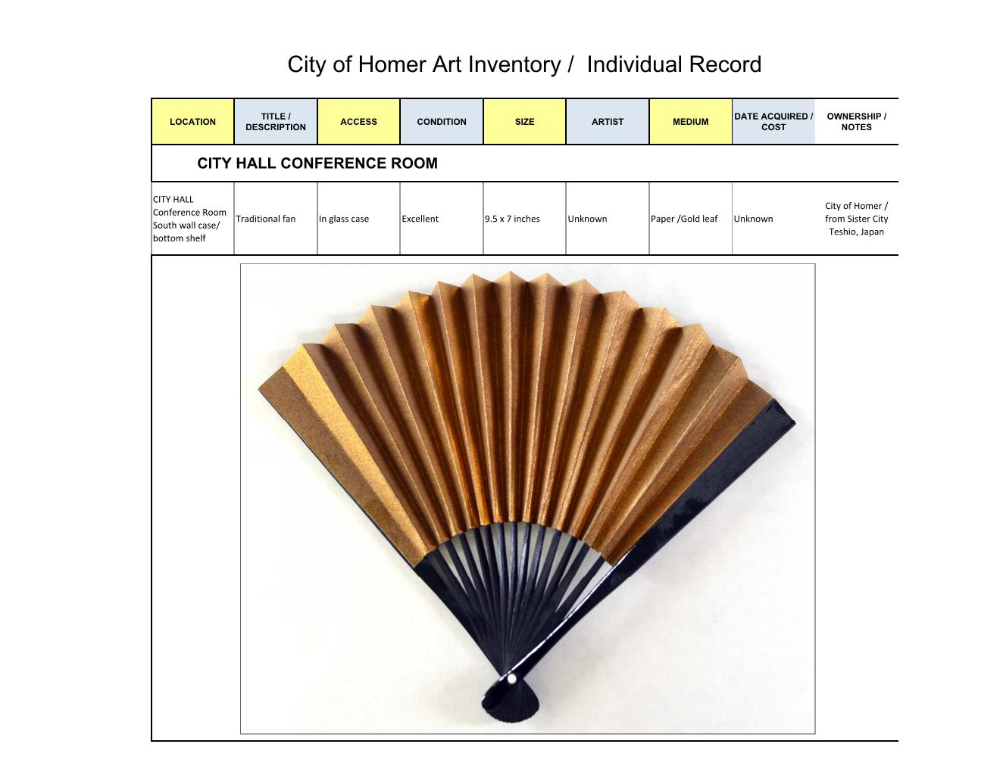 City of Homer Art Inventory /  Individual Record
LOCATION
TITLE /
DESCRIPTION
ACCESS
CONDITION
SIZE
ARTIST
MEDIUM
DATE ACQUIRED /
COST
OWNERSHIP /
NOTES
CITY HALL CONFERENCE ROOM
CITY HALL
Conference Room
South wall case/
bottom shelf
Traditional fan
In glass case
Excellent
9.5 x 7 inches
Unknown
Paper /Gold leaf
Unknown
City of Homer /
from Sister City
Teshio, Japan